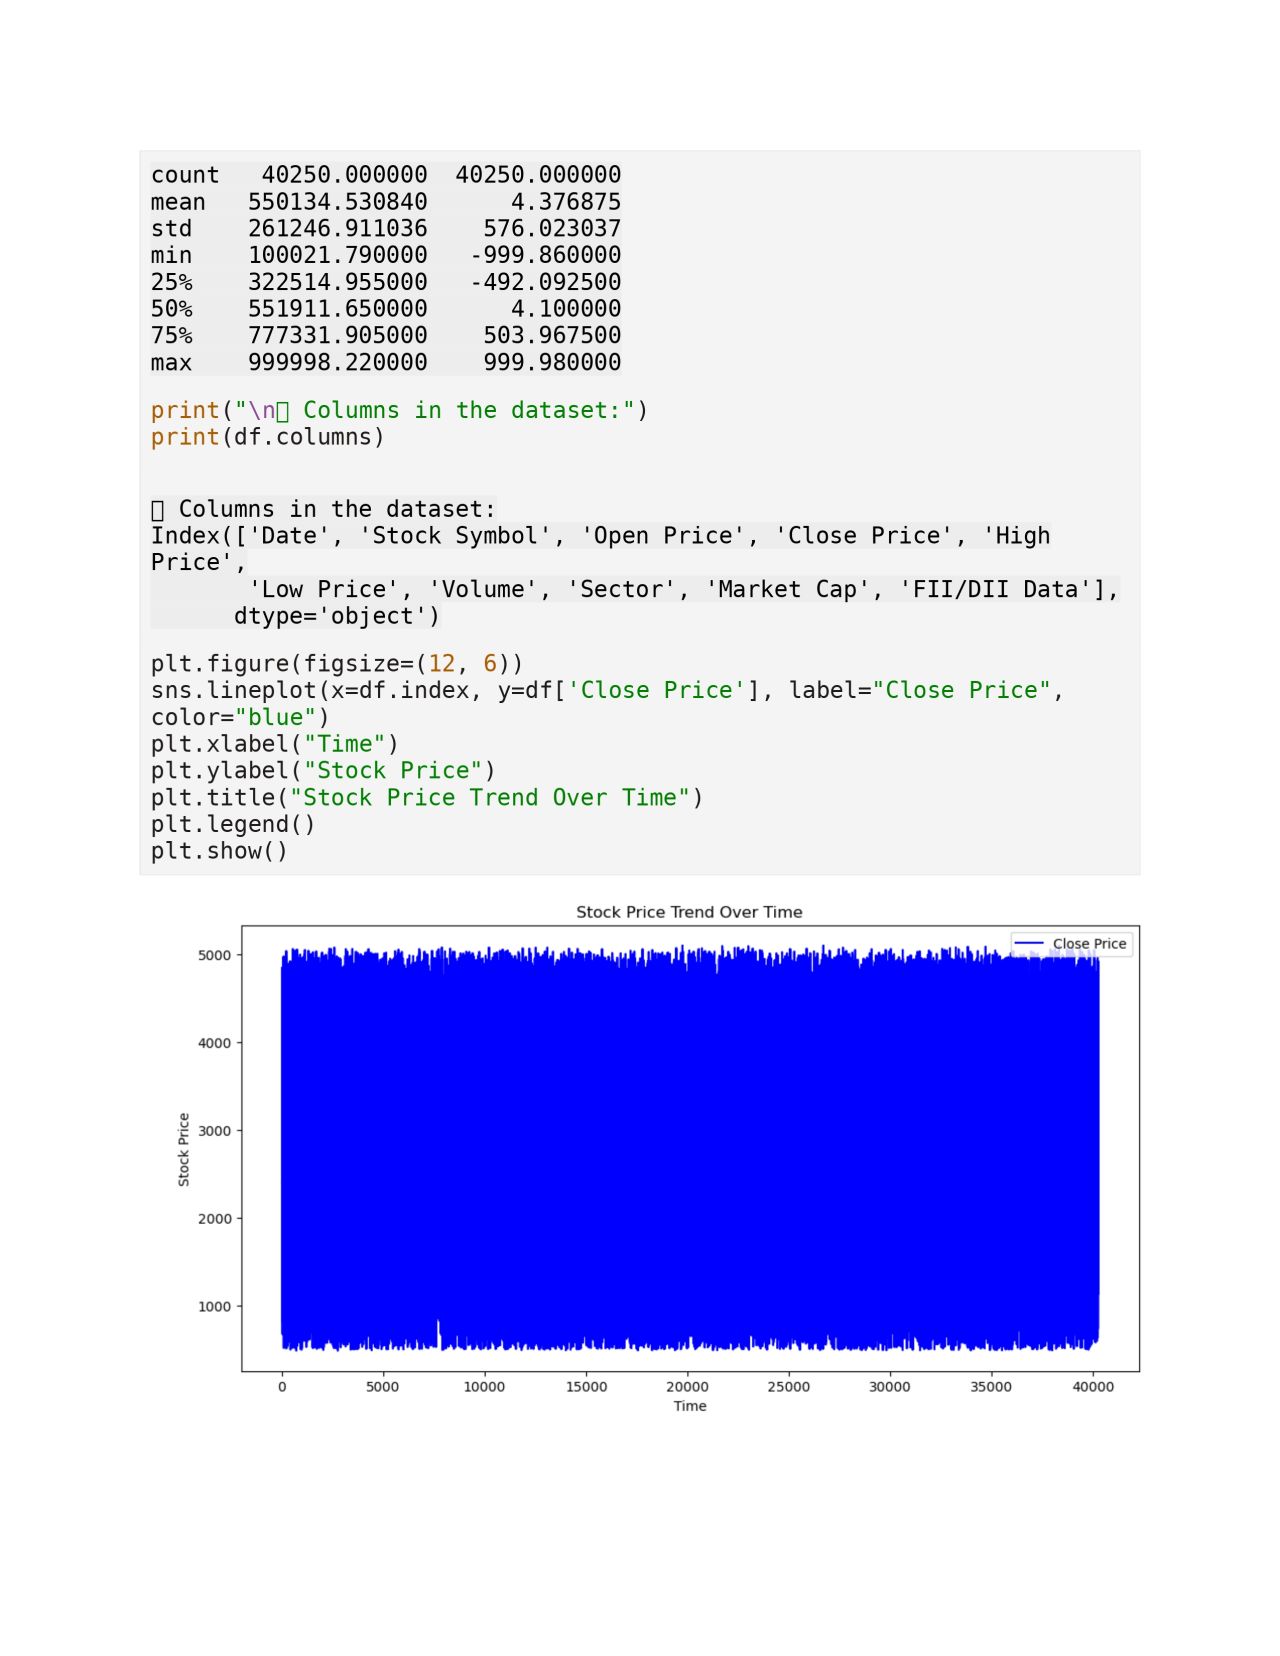 count   40250.000000  40250.000000
mean   550134.530840      4.376875
std    261246.911036    576.023037
min    100021.790000   -999.860000
25%    322514.955000   -492.092500
50%    551911.650000      4.100000
75%    777331.905000    503.967500
max    999998.220000    999.980000
print("\n▯ Columns in the dataset:")
print(df.columns)
▯ Columns in the dataset:
Index(['Date', 'Stock Symbol', 'Open Price', 'Close Price', 'High
Price',
       'Low Price', 'Volume', 'Sector', 'Market Cap', 'FII/DII Data'],
      dtype='object')
plt.figure(figsize=(12, 6))
sns.lineplot(x=df.index, y=df['Close Price'], label="Close Price",
color="blue")
plt.xlabel("Time")
plt.ylabel("Stock Price")
plt.title("Stock Price Trend Over Time")
plt.legend()
plt.show()
Stock Price Trend Over Time
Close Price
5000
4000
3000
2000
1000
Stock Price
0 5000 10000 15000 20000 25000 30000 35000 40000
Time